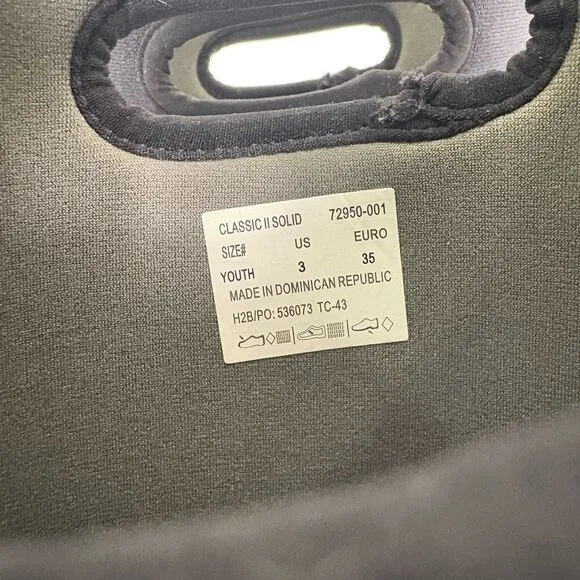 CLASSIC II SOLID 72950-001
SIZE# US EURO
YOUTH 3 35
MADE IN DOMINICAN REPUBLIC
H2B/PO: 536073 TC-43